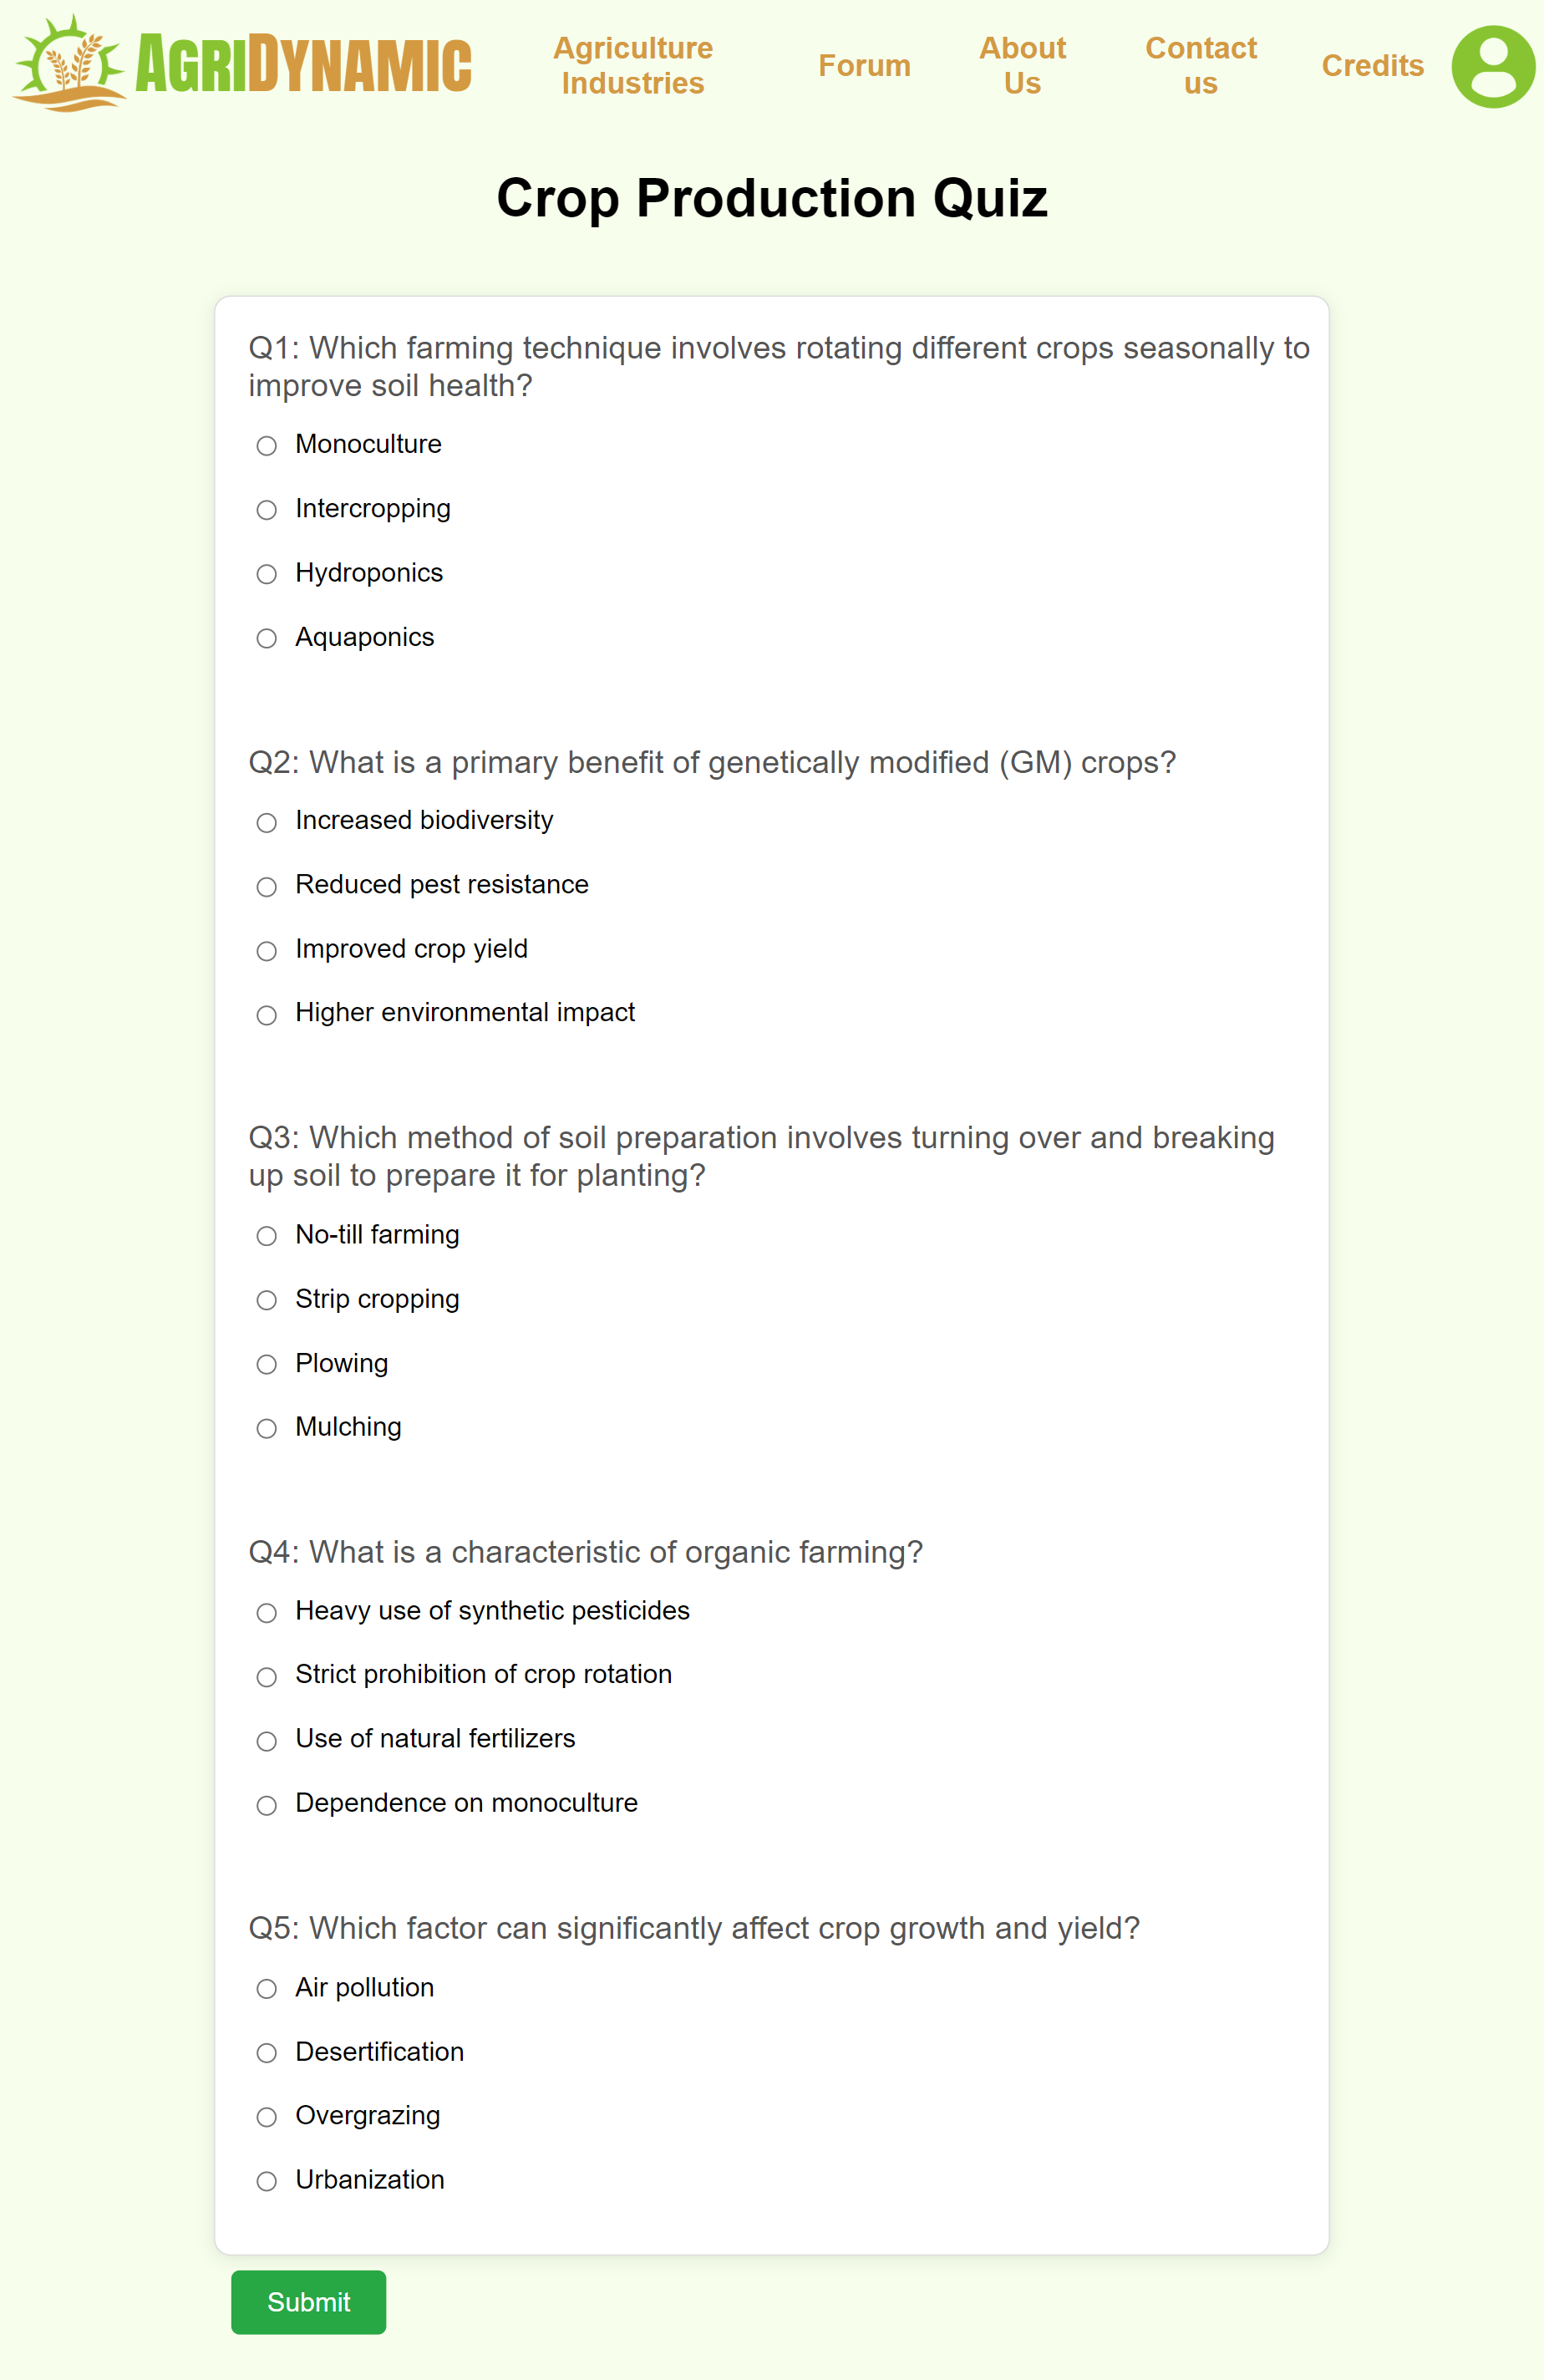 AGRIDYNAMIC
Agriculture
Industries
Forum
About
Us
Contact
us
Credits
Crop Production Quiz
Q1: Which farming technique involves rotating different crops seasonally to
improve soil health?
Monoculture
Intercropping
Hydroponics
Aquaponics
Q2: What is a primary benefit of genetically modified (GM) crops?
Increased biodiversity
Reduced pest resistance
Improved crop yield
Higher environmental impact
Q3: Which method of soil preparation involves turning over and breaking
up soil to prepare it for planting?
No-till farming
Strip cropping
Plowing
Mulching
Q4: What is a characteristic of organic farming?
Heavy use of synthetic pesticides
Strict prohibition of crop rotation
Use of natural fertilizers
Dependence on monoculture
Q5: Which factor can significantly affect crop growth and yield?
Air pollution
Desertification
Overgrazing
Urbanization
Submit